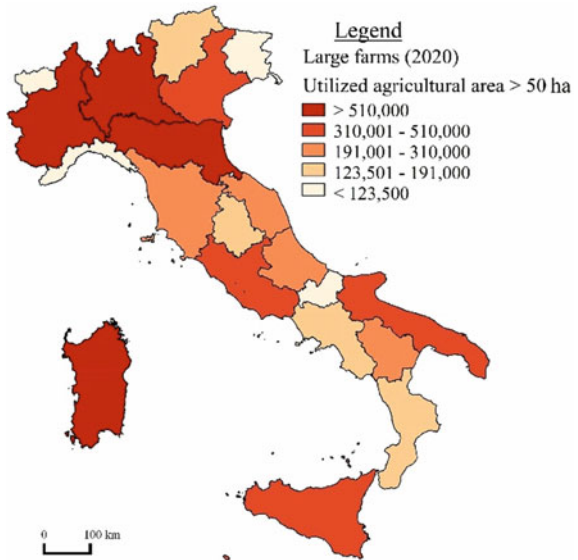 Legend
Large farms (2020)
Utilized agricultural area > 50 ha
> 510,000
310,001 - 510,000
191,001 - 310,000
123,501 - 191,000
< 123,500
0 100 km